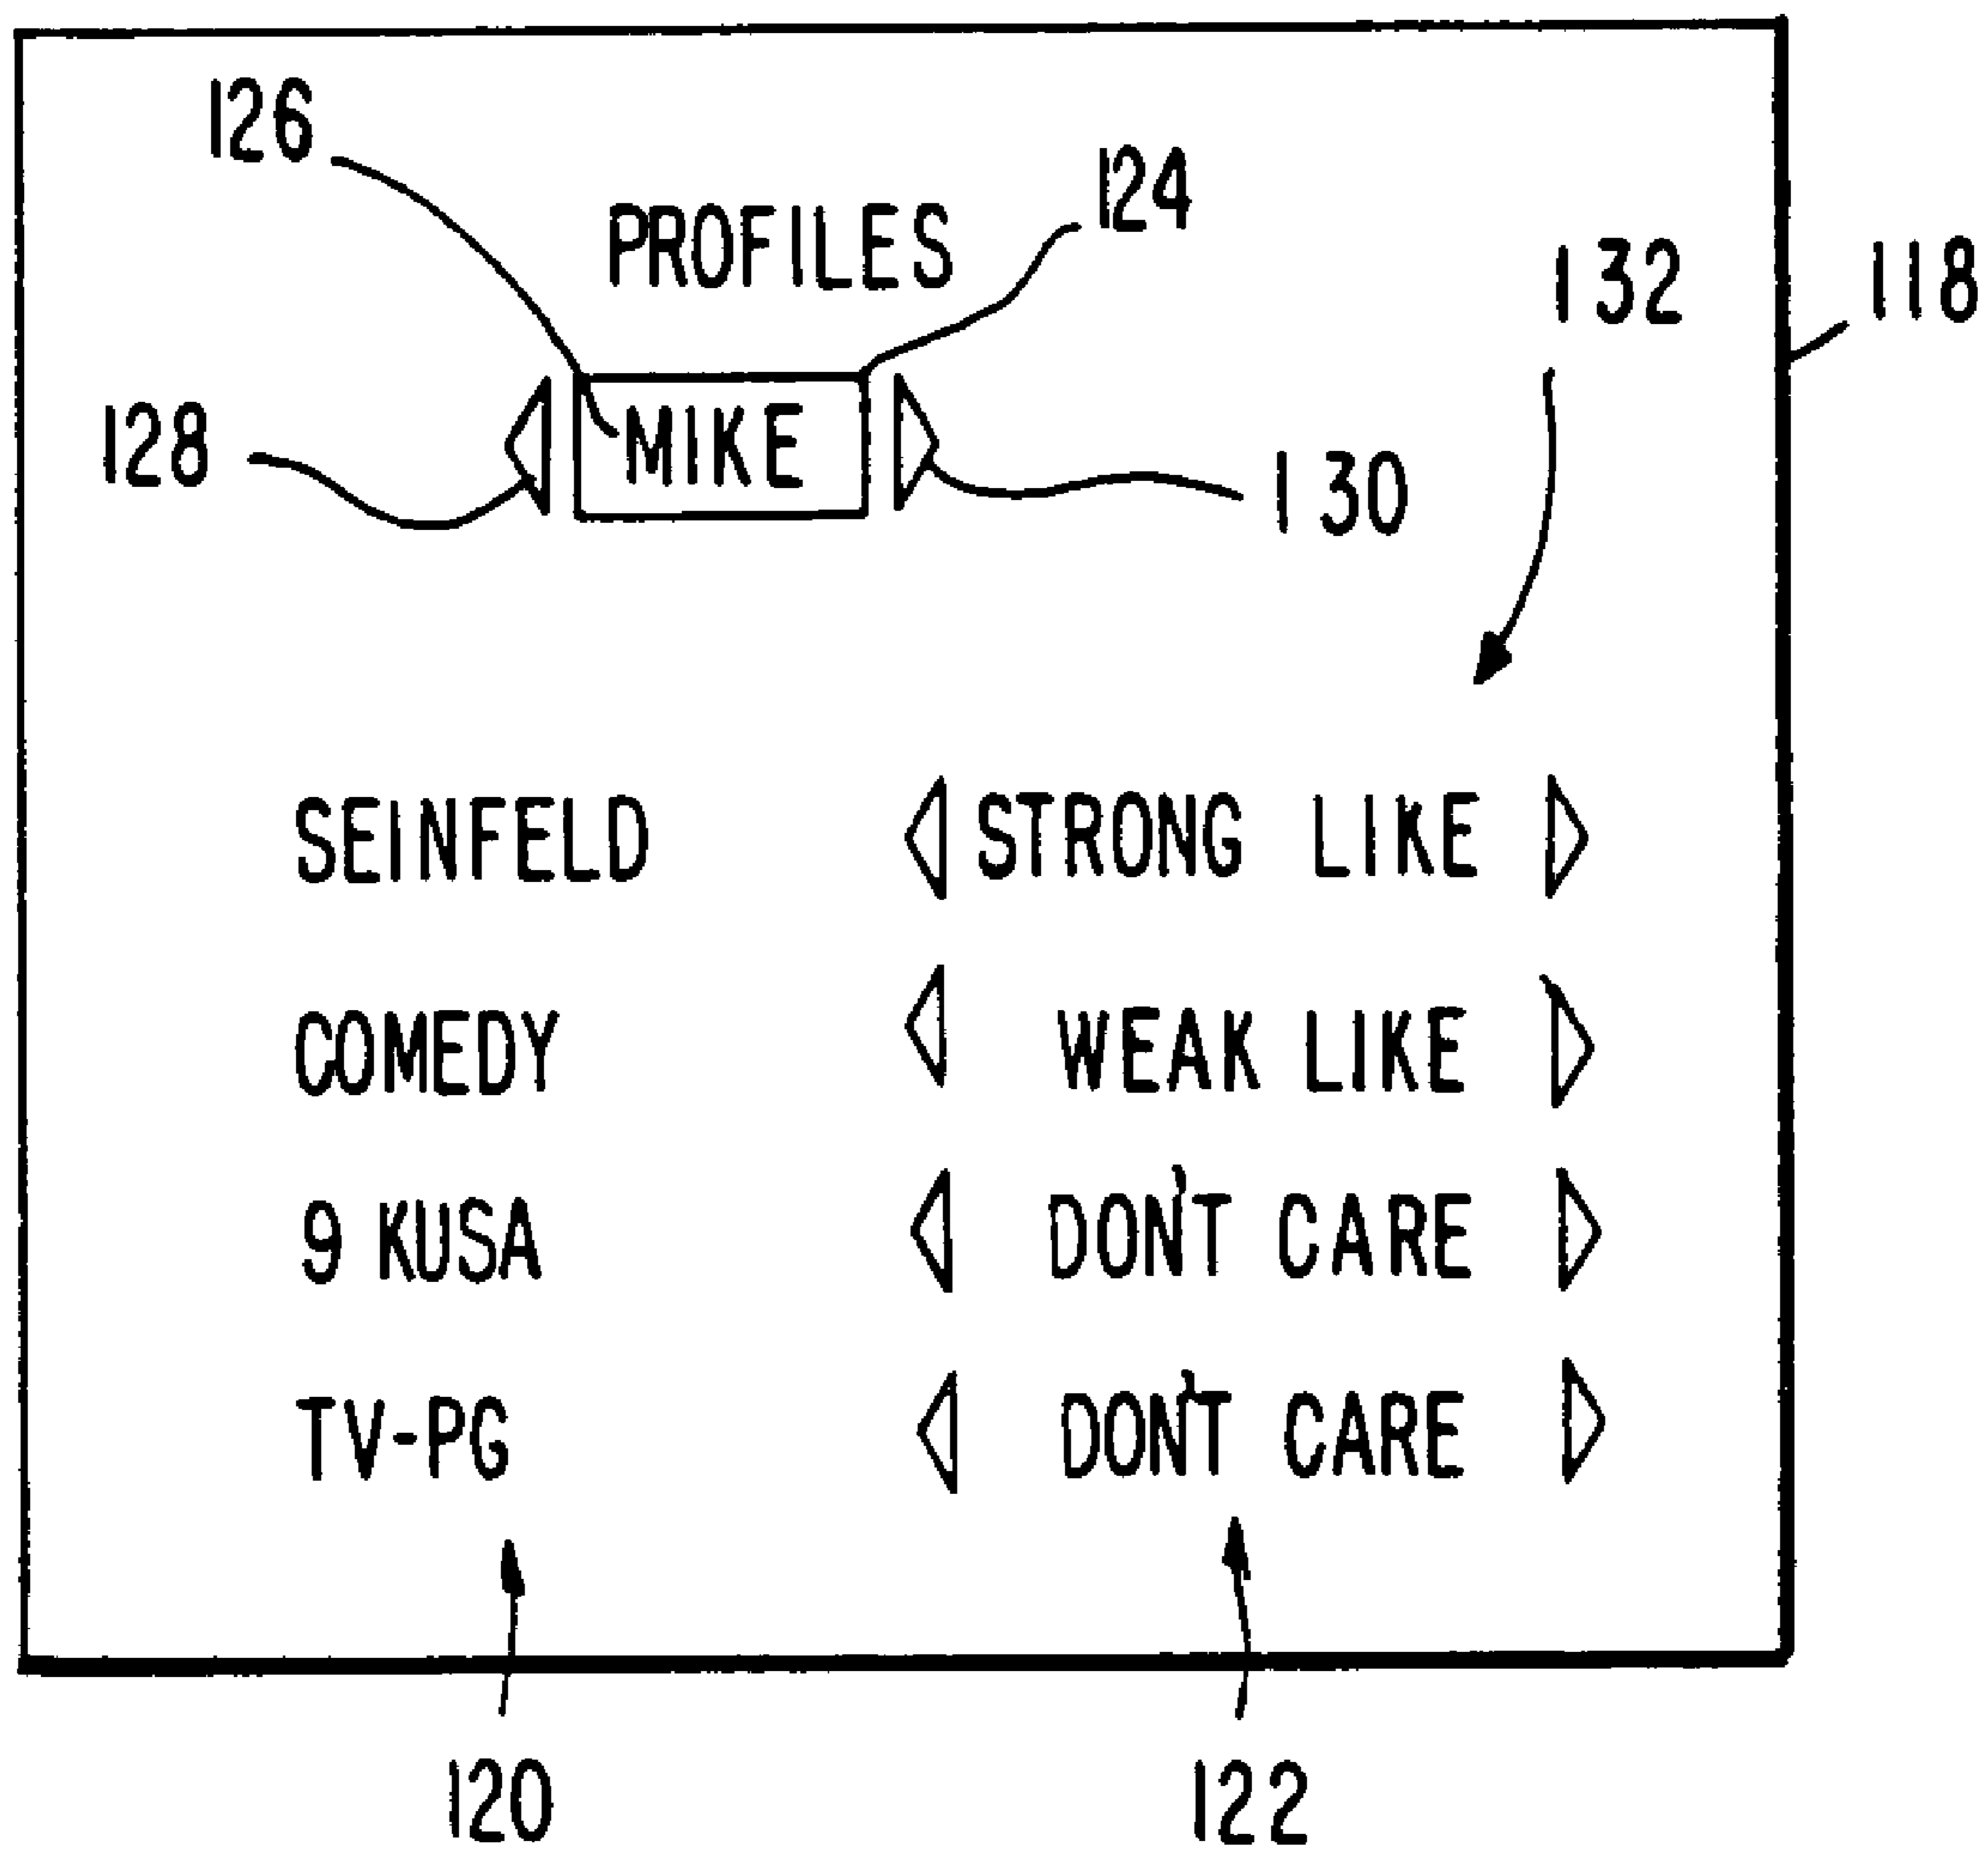 126
124
PROFILES
132
118
128
MIKE
130
SEINFELD STRONG LIKE
COMEDY WEAK LIKE
9 KUSA DON'T CARE
TV-PG DON'T CARE
120 122